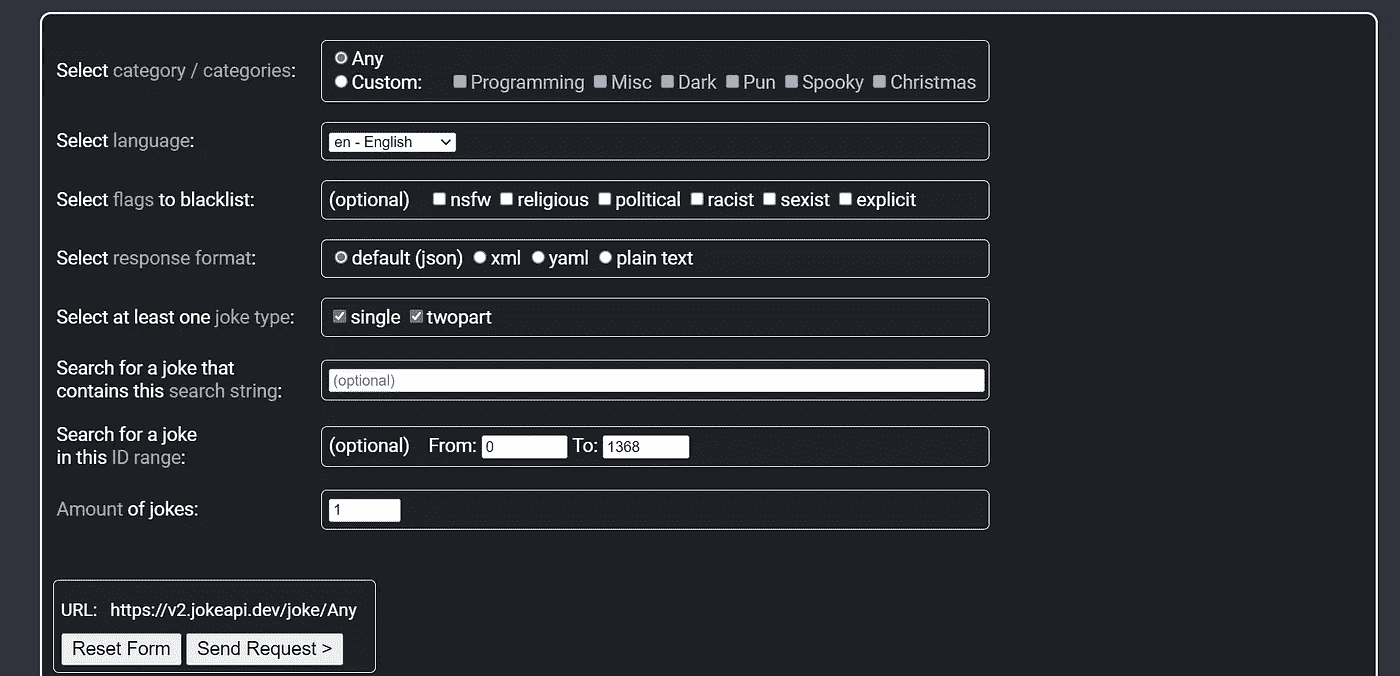 Select category / categories:
Any
Custom: Programming Misc Dark Pun Spooky Christmas
Select language:
en - English
Select flags to blacklist:
(optional) nsfw religious political racist sexist explicit
Select response format:
default (json) xml yaml plain text
Select at least one joke type:
single twopart
Search for a joke that
contains this search string:
(optional)
Search for a joke
in this ID range:
(optional) From: 0 To: 1368
Amount of jokes:
1
URL: https://v2.jokeapi.dev/joke/Any
Reset Form Send Request >